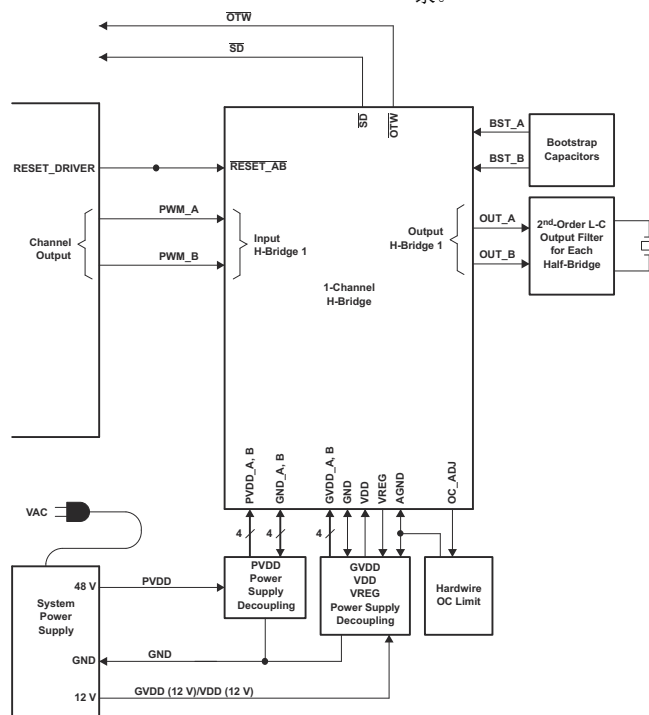 OTW
SD
RESET_DRIVER
RESET_AB
PWM_A
PWM_B
Channel
Output
Input
H-Bridge 1
SD
OTW
BST_A
BST_B
Bootstrap
Capacitors
Output
H-Bridge 1
OUT_A
OUT_B
2nd-Order L-C
Output Filter
for Each
Half-Bridge
1-Channel
H-Bridge
PVDD_A, B
GND_A, B
GVDD_A, B
GND
VDD
VREG
AGND
OC_ADJ
4
4
4
VAC
System
Power
Supply
48 V
PVDD
PVDD
Power
Supply
Decoupling
GVDD
VDD
VREG
Power Supply
Decoupling
Hardwire
OC Limit
GND
GND
12 V
GVDD (12 V)/VDD (12 V)